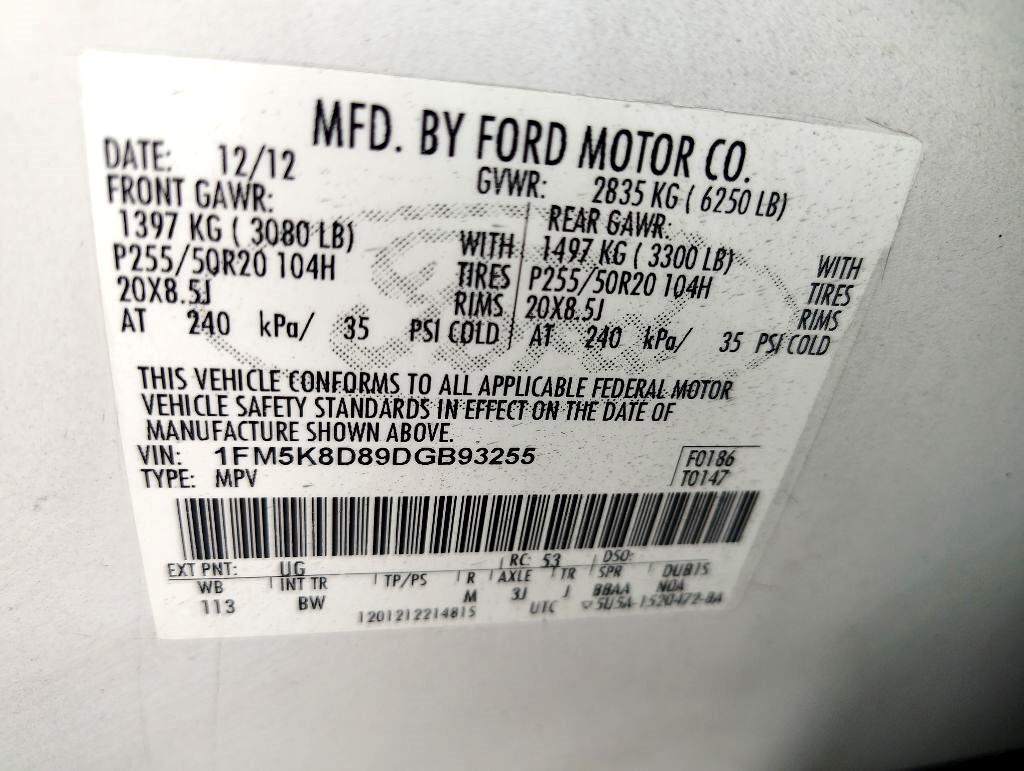 MFD. BY FORD MOTOR CO.
DATE: 12/12 GVWR: 2835 KG ( 6250 LB)
FRONT GAWR: REAR GAWR:
1397 KG ( 3080 LB) WITH 1497 KG ( 3300 LB) WITH
P255/50R20 104H TIRES P255/50R20 104H TIRES
20X8.5J RIMS 20X8.5J RIMS
AT 240 kPa/ 35 PSI COLD AT 240 kPa/ 35 PSI COLD
THIS VEHICLE CONFORMS TO ALL APPLICABLE FEDERAL MOTOR
VEHICLE SAFETY STANDARDS IN EFFECT ON THE DATE OF
MANUFACTURE SHOWN ABOVE.
VIN: 1FM5K8D89DGB93255 F0186
TYPE: MPV T0147
EXT PNT: UG RC: 53 DSO:
WB INT TR TP/PS R AXLE TR SPR DUB15
113 BW M 3J J BBAA NOA
1201212214815 UTC 5U5A-1520472-BA